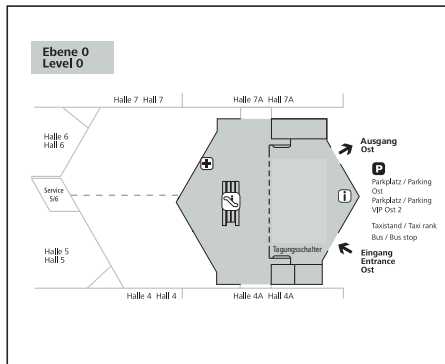 Ebene 0
Level 0
Halle 7 Hall 7
Halle 7A Hall 7A
Halle 6
Hall 6
Ausgang
Ost
P
Parkplatz / Parking
Ost
Parkplatz / Parking
VIP Ost 2
Taxistand / Taxi rank
Bus / Bus stop
Service
5/6
i
Tagungsschalter
Eingang
Entrance
Ost
Halle 5
Hall 5
Halle 4 Hall 4
Halle 4A Hall 4A